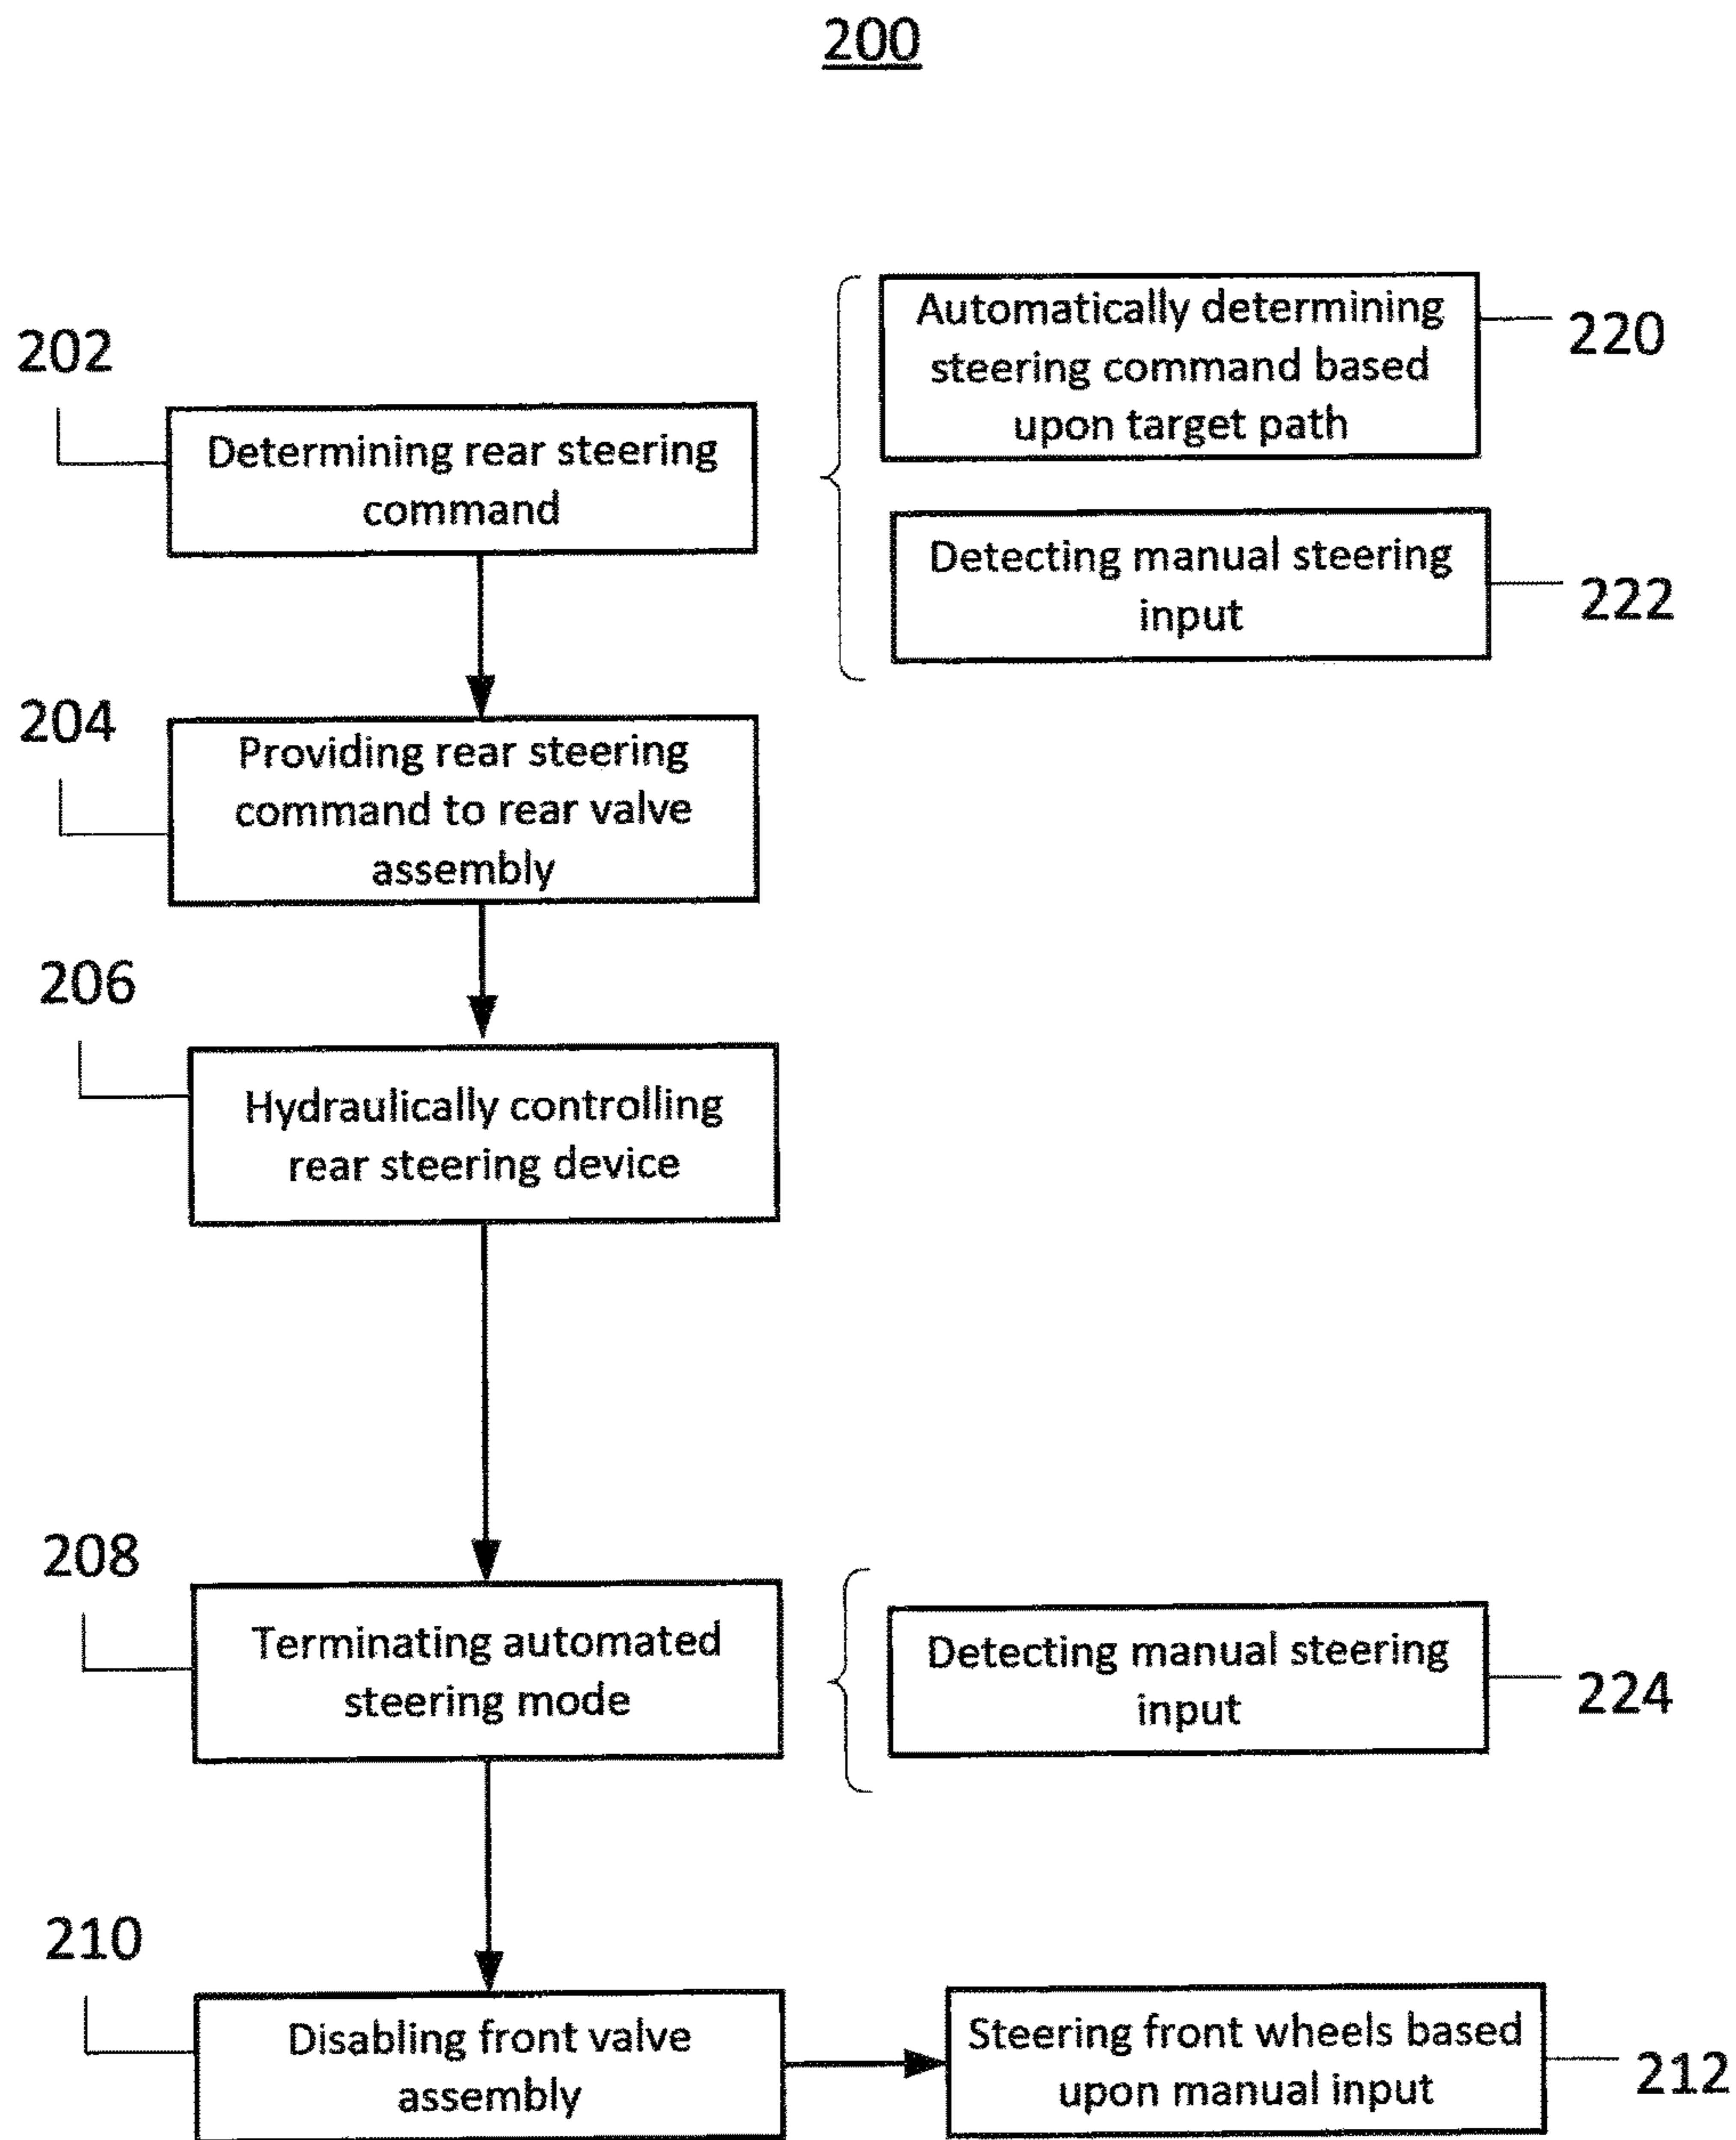 200
202
Determining rear steering
command
Automatically determining
steering command based
upon target path
220
Detecting manual steering
input
222
204
Providing rear steering
command to rear valve
assembly
206
Hydraulically controlling
rear steering device
208
Terminating automated
steering mode
Detecting manual steering
input
224
210
Disabling front valve
assembly
Steering front wheels based
upon manual input
212